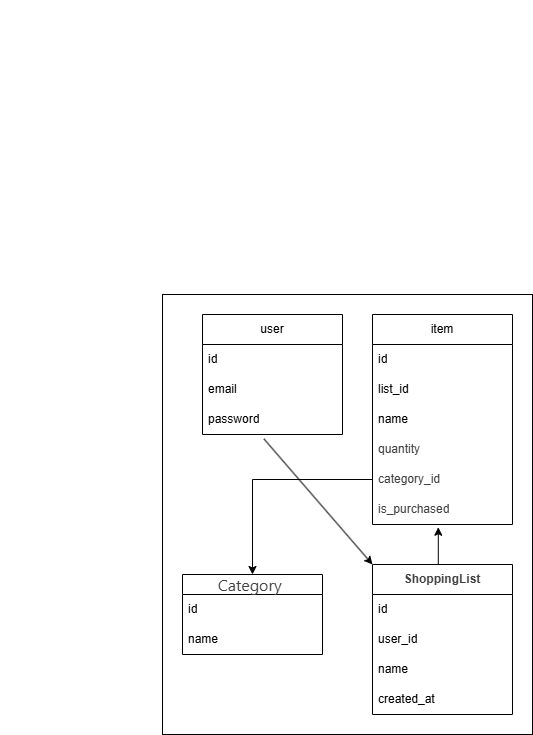 user
id
email
password
item
id
list_id
name
quantity
category_id
is_purchased
Category
id
name
ShoppingList
id
user_id
name
created_at